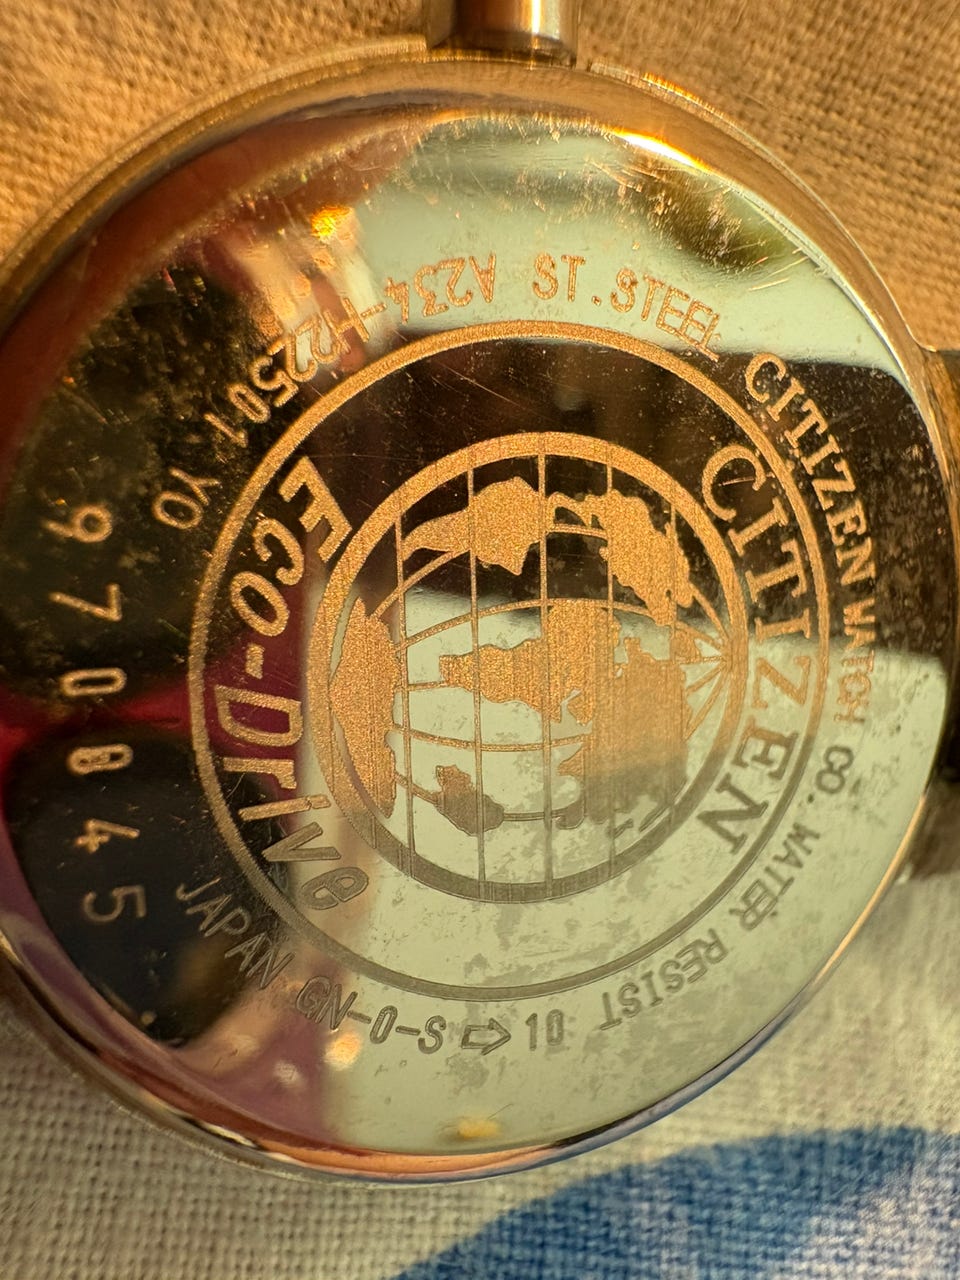 CITIZEN WATCH CO. WATER RESIST
ST.STEEL
A234-H22501 YO
JAPAN GN-0-S⇨10
CITIZEN
Eco-Drive
970845